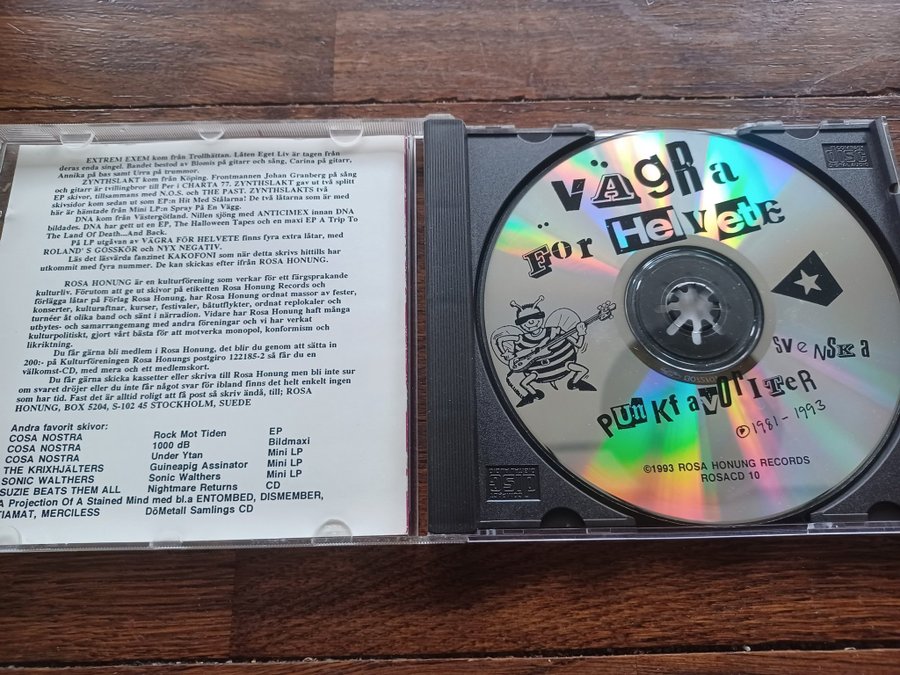 EXTREM EXEM kom från Trollhättan. Låten Eget Liv är tagen från
deras enda singel. Bandet bestod av Blomis på gitarr och sång, Carina på gitarr,
Annika på bas samt Urra på trummor.
ZYNTHSLAKT kom från Köping. Frontmannen Johan Granberg på sång
och gitarr är tvillingbror till Per i CHARTA 77. ZYNTHSLAKT gav ut två split
EP skivor, tillsammans med N.O.S. och THE PAST. ZYNTHSLAKTS två
skivsidor kom sedan ut som EP:n Hit Med Stålarna! De två låtarna som är med
här är hämtade från Mini LP:n Spray På En Vägg.
DNA kom från Västergötland. Nillen sjöng med ANTICIMEX innan DNA
bildades. DNA har gett ut en EP, The Halloween Tapes och en maxi EP A Trip To
The Land Of Death...And Back.
På LP utgåvan av VÄGRA FÖR HELVETE finns fyra extra låtar, med
ROLAND' S GOSSKÖR och NYX NEGATIV.
Läs det läsvärda fanzinet KAKOFONI som när detta skrivs hittills har
utkommit med fyra nummer. De kan skickas efter ifrån ROSA HONUNG.
ROSA HONUNG är en kulturförening som verkar för ett färgsprakande
kulturliv. Förutom att ge ut skivor på etiketten Rosa Honung Records och
förlägga låtar på Förlag Rosa Honung, har Rosa Honung ordnat massor av fester,
konserter, kulturaftnar, kurser, festivaler, båtutflykter, ordnat replokaler och
turnéer åt olika band och sänt i närradion. Vidare har Rosa Honung haft många
utbytes- och samarrangemang med andra föreningar och vi har verkat
kulturpolitiskt, gjort vårt bästa för att motverka monopol, konformism och
likriktning.
Du får gärna bli medlem i Rosa Honung, det blir du genom att sätta in
200:- på Kulturföreningen Rosa Honungs postgiro 122185-2 så får du en
välkomst-CD, med mera och ett medlemskort.
Du får gärna skicka kassetter eller skriva till Rosa Honung men bli inte sur
om svaret dröjer eller du inte får något svar för ibland finns det helt enkelt ingen
som har tid. Fast det är alltid roligt att få post så skriv ändå, till; ROSA
HONUNG, BOX 5204, S-102 45 STOCKHOLM, SUEDE
Andra favorit skivor:
COSA NOSTRA Rock Mot Tiden EP
COSA NOSTRA 1000 dB Bildmaxi
COSA NOSTRA Under Ytan Mini LP
THE KRIXHJÄLTERS Guineapig Assinator Mini LP
SONIC WALTHERS Sonic Walthers Mini LP
SUZIE BEATS THEM ALL Nightmare Returns CD
A Projection Of A Stained Mind med bl.a ENTOMBED, DISMEMBER,
TIAMAT, MERCILESS DöMetall Samlings CD
VÄgRa
FÖr Helvete
SVeNSKa
PunKfaVoriTeR
℗1981-1993
©1993 ROSA HONUNG RECORDS
ROSACD 10